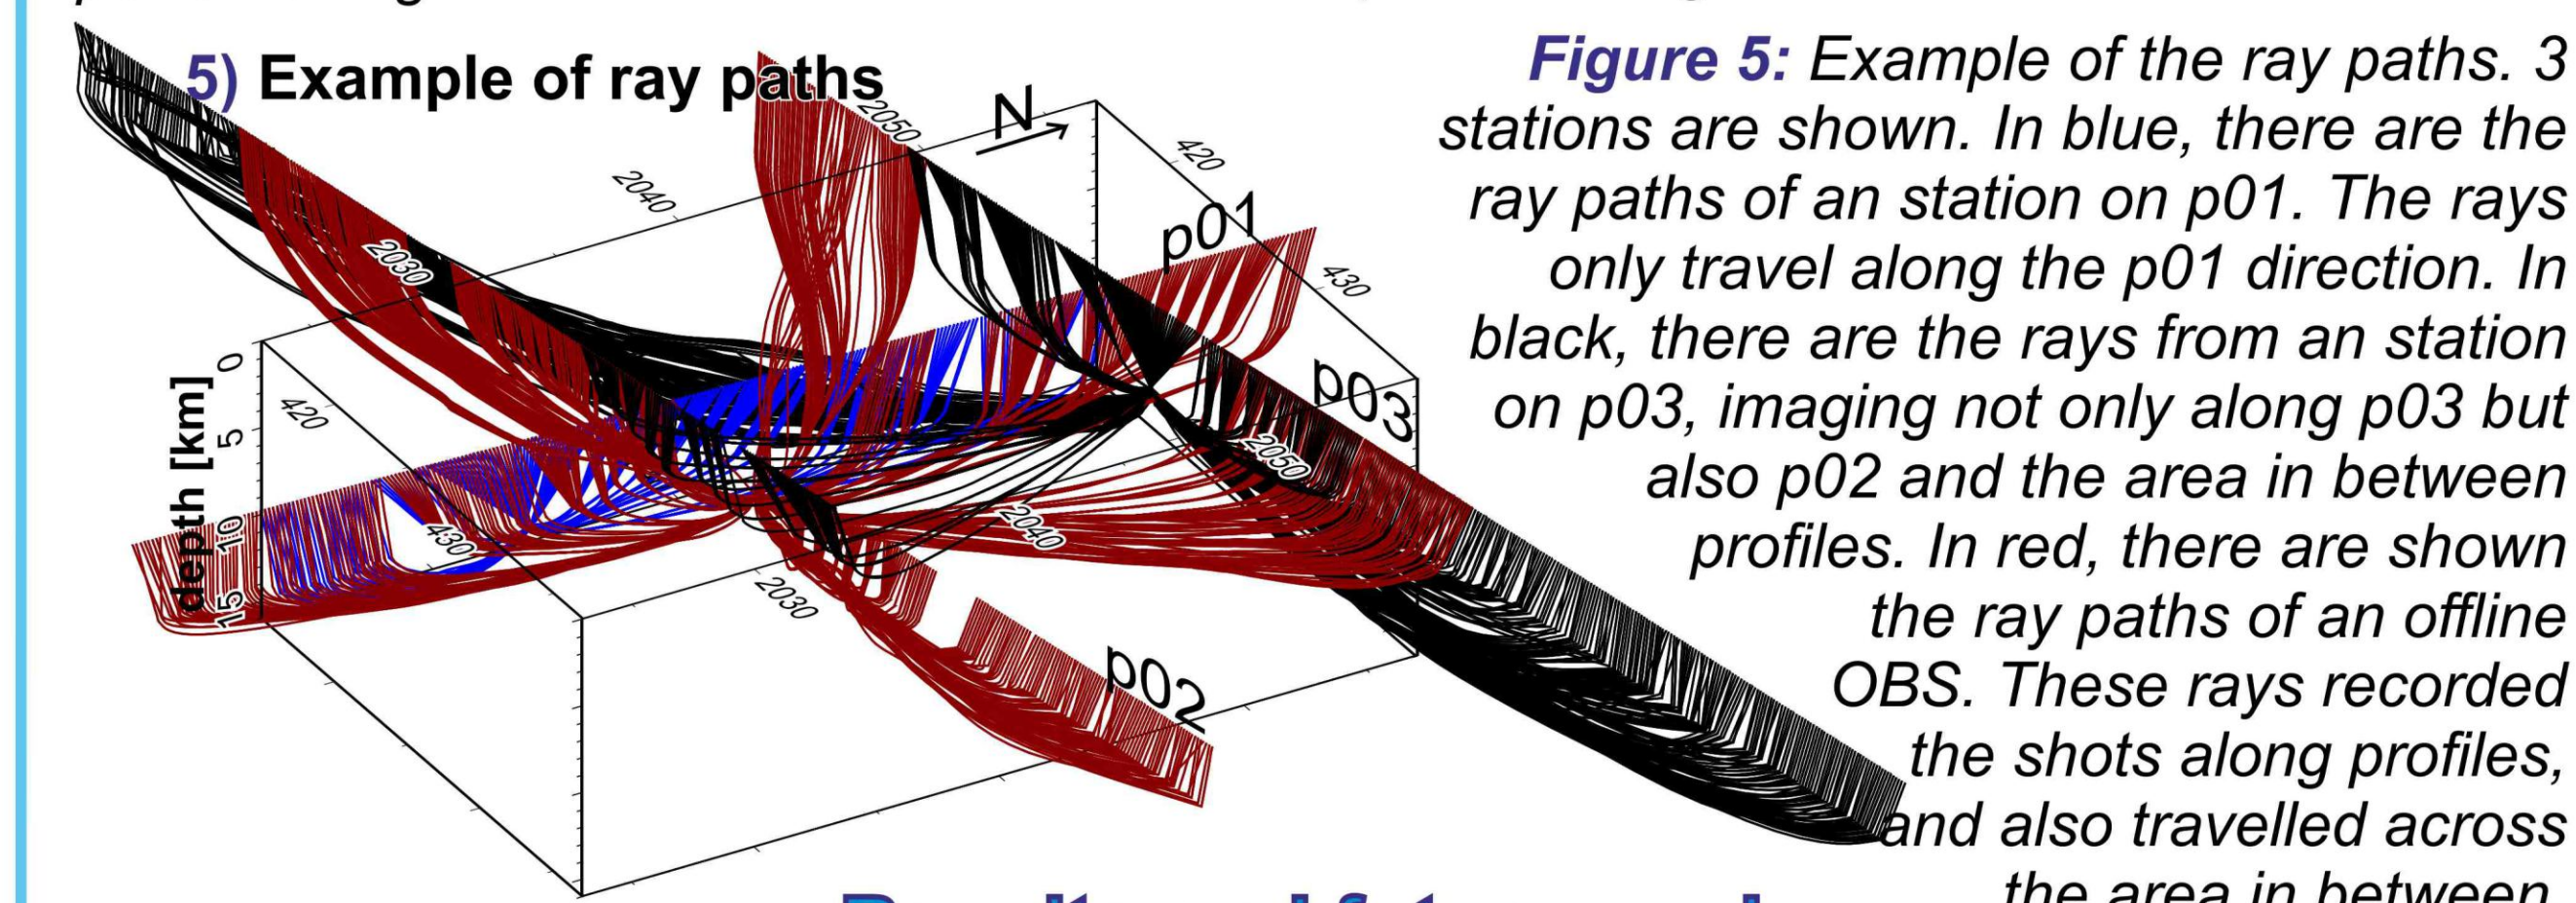 5) Example of ray paths
N
2050
420
2040
p01
2030
430
p03
0
420
5
depth [km]
2050
10
430
2040
15
2030
p02
Figure 5: Example of the ray paths. 3
stations are shown. In blue, there are the
ray paths of an station on p01. The rays
only travel along the p01 direction. In
black, there are the rays from an station
on p03, imaging not only along p03 but
also p02 and the area in between
profiles. In red, there are shown
the ray paths of an offline
OBS. These rays recorded
the shots along profiles,
and also travelled across
the area in between.